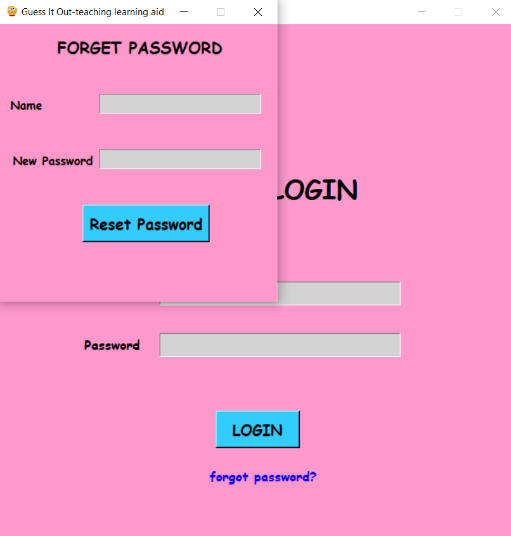 Guess It Out-teaching learning aid
FORGET PASSWORD
Name
New Password
Reset Password
LOGIN
Password
LOGIN
forgot password?